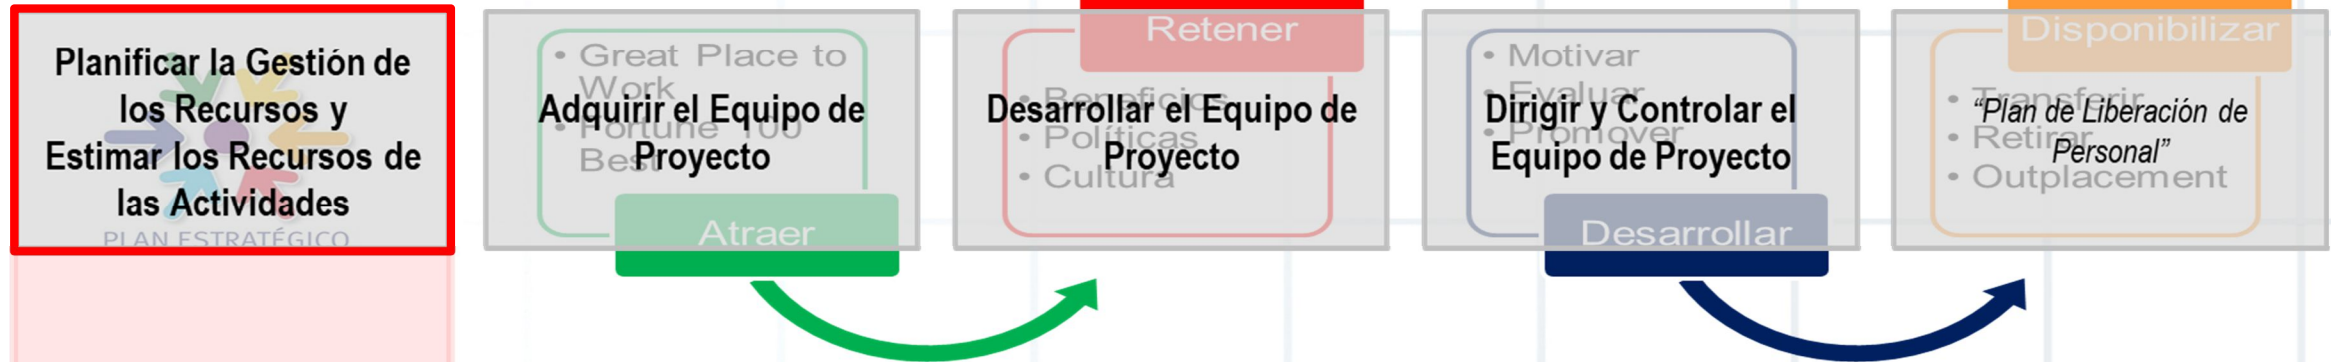 Planificar la Gestión de
los Recursos y
Estimar los Recursos de
las Actividades
PLAN ESTRATÉGICO
• Great Place to
Work
• Fortune 100
Best
Adquirir el Equipo de
Proyecto
Atraer
Retener
• Beneficios
• Políticas
• Cultura
Desarrollar el Equipo de
Proyecto
• Motivar
• Evaluar
• Promover
Dirigir y Controlar el
Equipo de Proyecto
Desarrollar
Disponibilizar
• Transferir
• Retirar
• Outplacement
“Plan de Liberación de
Personal”